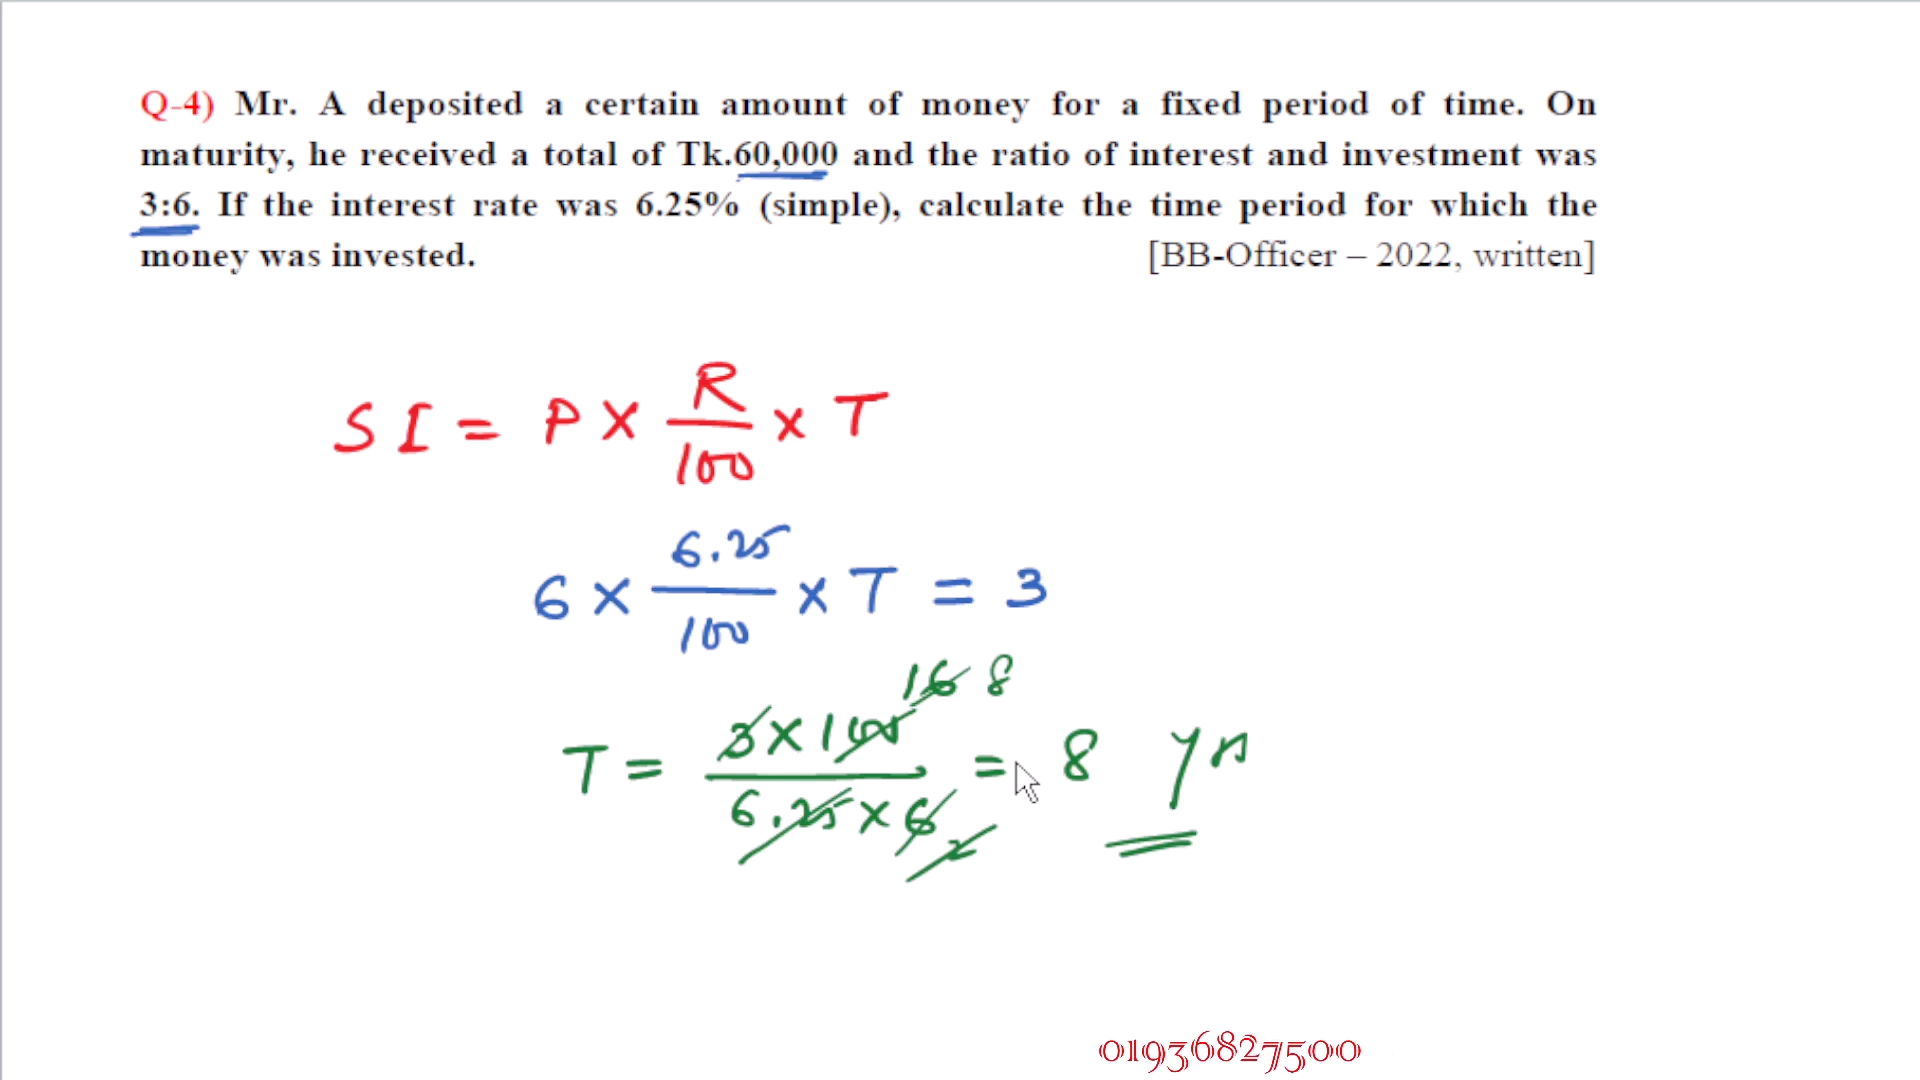 Q-4) Mr. A deposited a certain amount of money for a fixed period of time. On
maturity, he received a total of Tk.60,000 and the ratio of interest and investment was
3:6. If the interest rate was 6.25% (simple), calculate the time period for which the
money was invested. [BB-Officer – 2022, written]
SI = P × R/100 × T
6 × 6.25/100 × T = 3
16 8
T = 3×100/6.25×6 = 8 yrs
2
01936827500